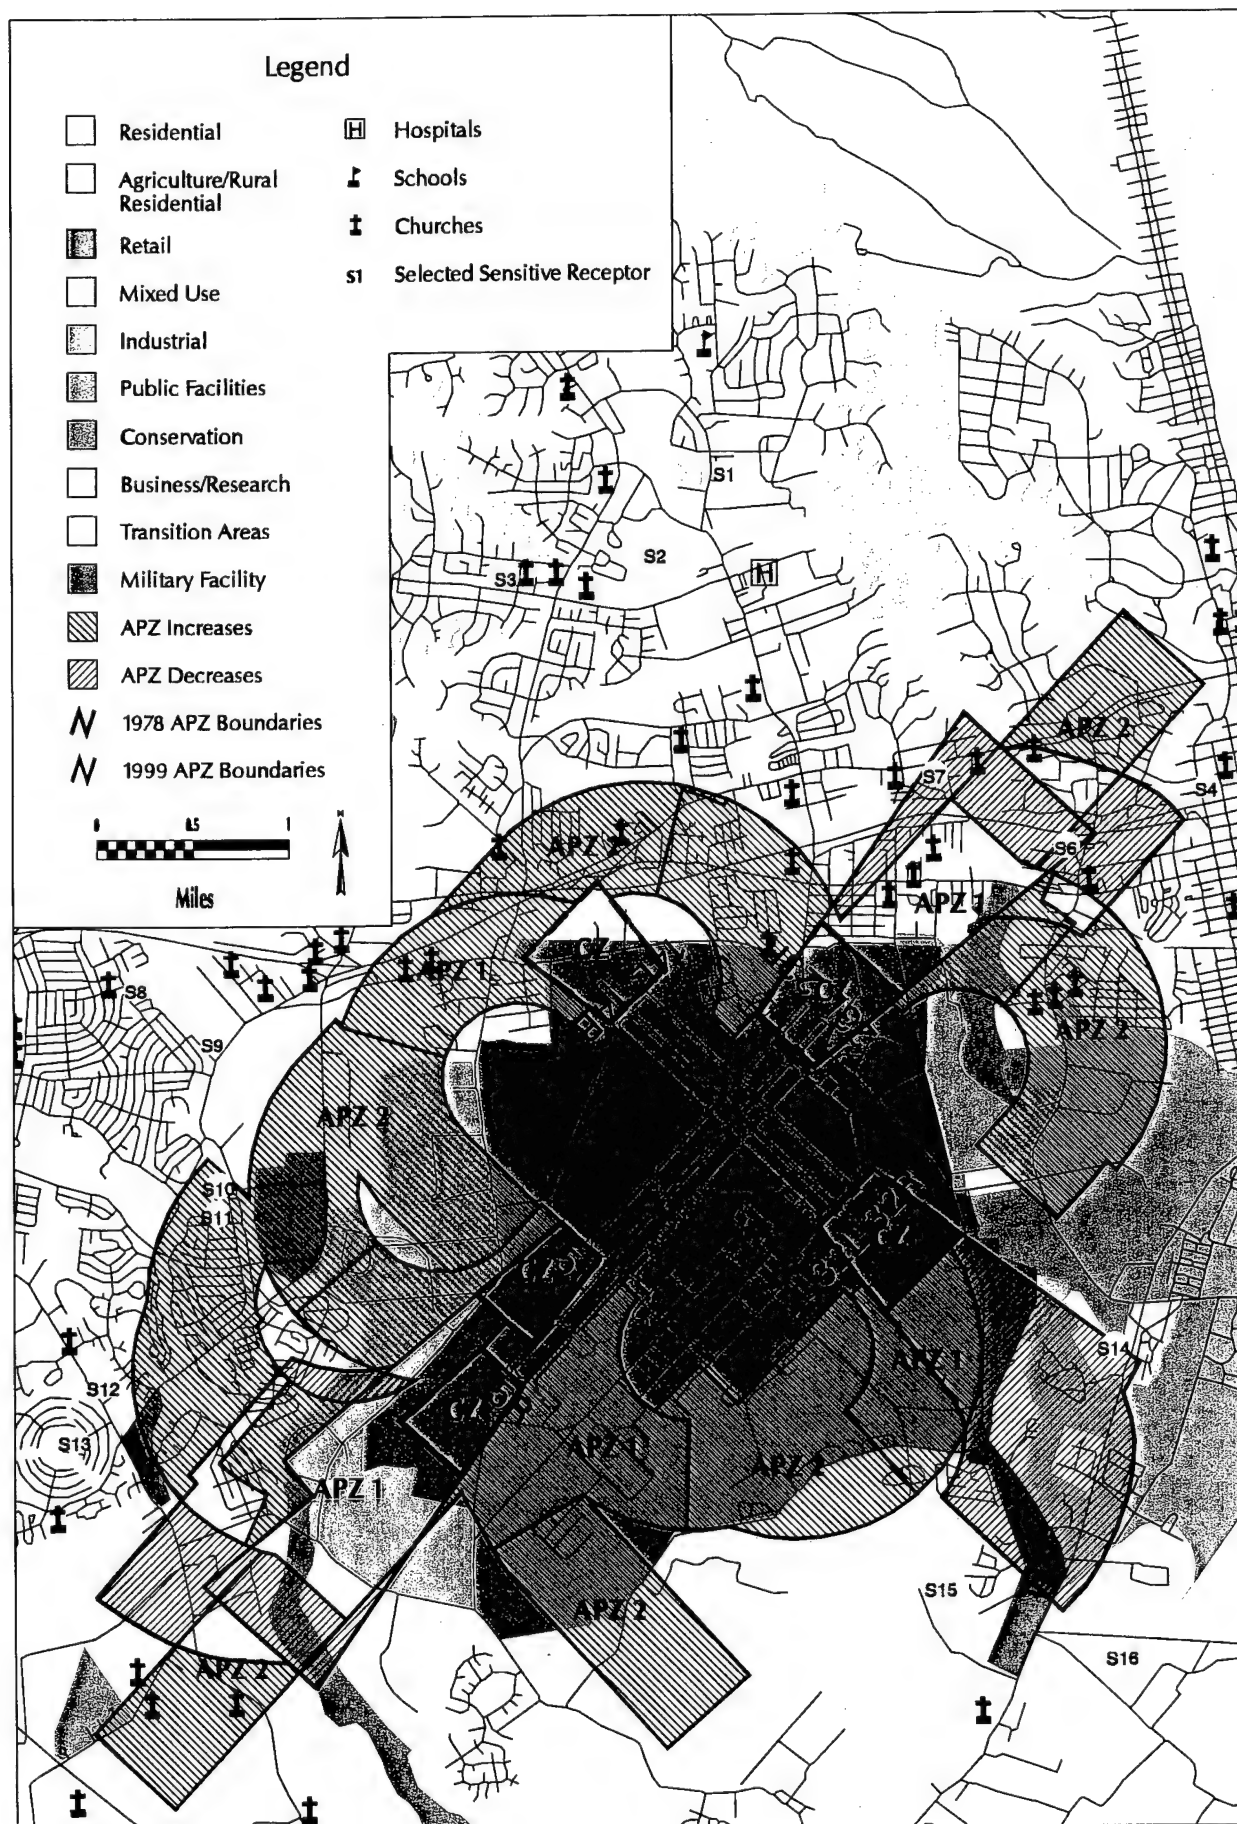 Legend
Residential
Agriculture/Rural
Residential
Retail
Mixed Use
Industrial
Public Facilities
Conservation
Business/Research
Transition Areas
Military Facility
APZ Increases
APZ Decreases
1978 APZ Boundaries
1999 APZ Boundaries
H Hospitals
Schools
Churches
S1 Selected Sensitive Receptor
0 0.5 1
Miles
N
S1
S2
S3
H
APZ 2
S7
S4
S6
APZ 2
APZ 1
CZ
APZ 1
CZ
S8
APZ 2
S9
APZ 2
S10
S11
CZ
CZ
S14
APZ 1
S12
CZ
S13
APZ 1
APZ 2
APZ 1
S15
APZ 2
S16
APZ 2